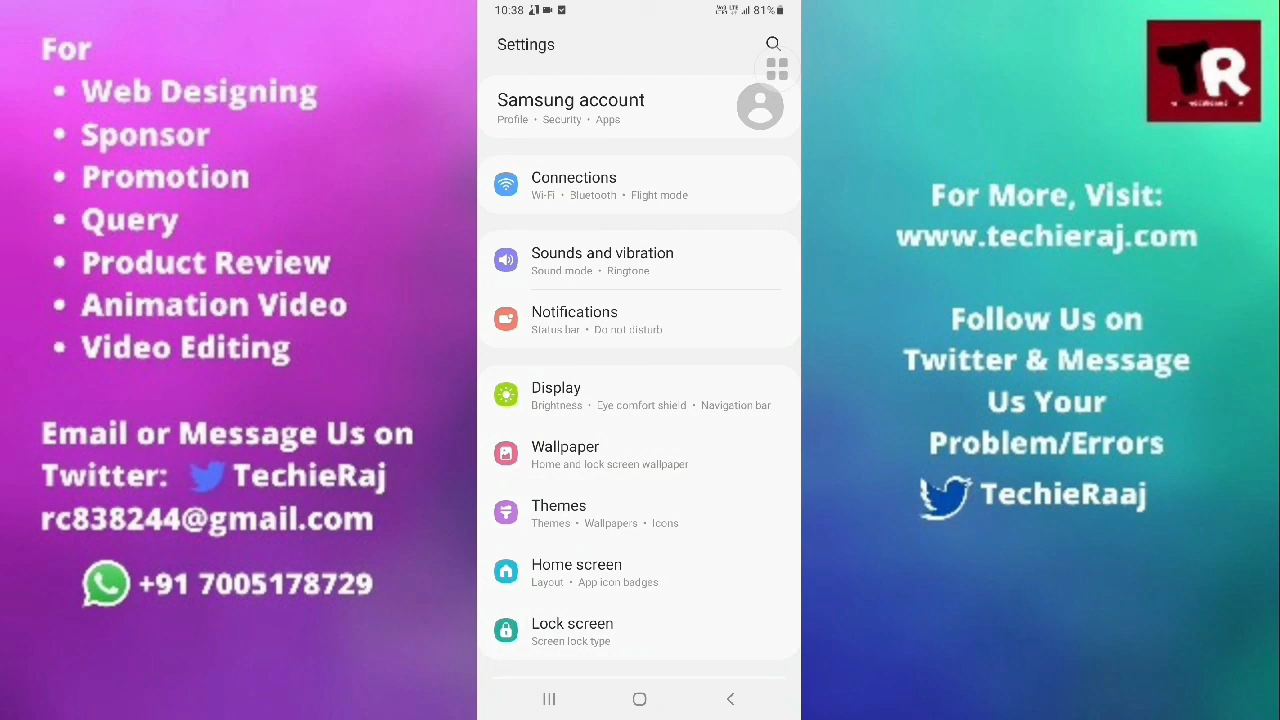 For
• Web Designing
• Sponsor
• Promotion
• Query
• Product Review
• Animation Video
• Video Editing
Email or Message Us on
Twitter: TechieRaj
rc838244@gmail.com
+91 7005178729
10.38
81%
Settings
Samsung account
Profile • Security • Apps
Connections
Wi-Fi • Bluetooth • Flight mode
Sounds and vibration
Sound mode • Ringtone
Notifications
Status bar • Do not disturb
Display
Brightness • Eye comfort shield • Navigation bar
Wallpaper
Home and lock screen wallpaper
Themes
Themes • Wallpapers • Icons
Home screen
Layout • App icon badges
Lock screen
Screen lock type
TR
For More, Visit:
www.techieraj.com
Follow Us on
Twitter & Message
Us Your
Problem/Errors
TechieRaaj